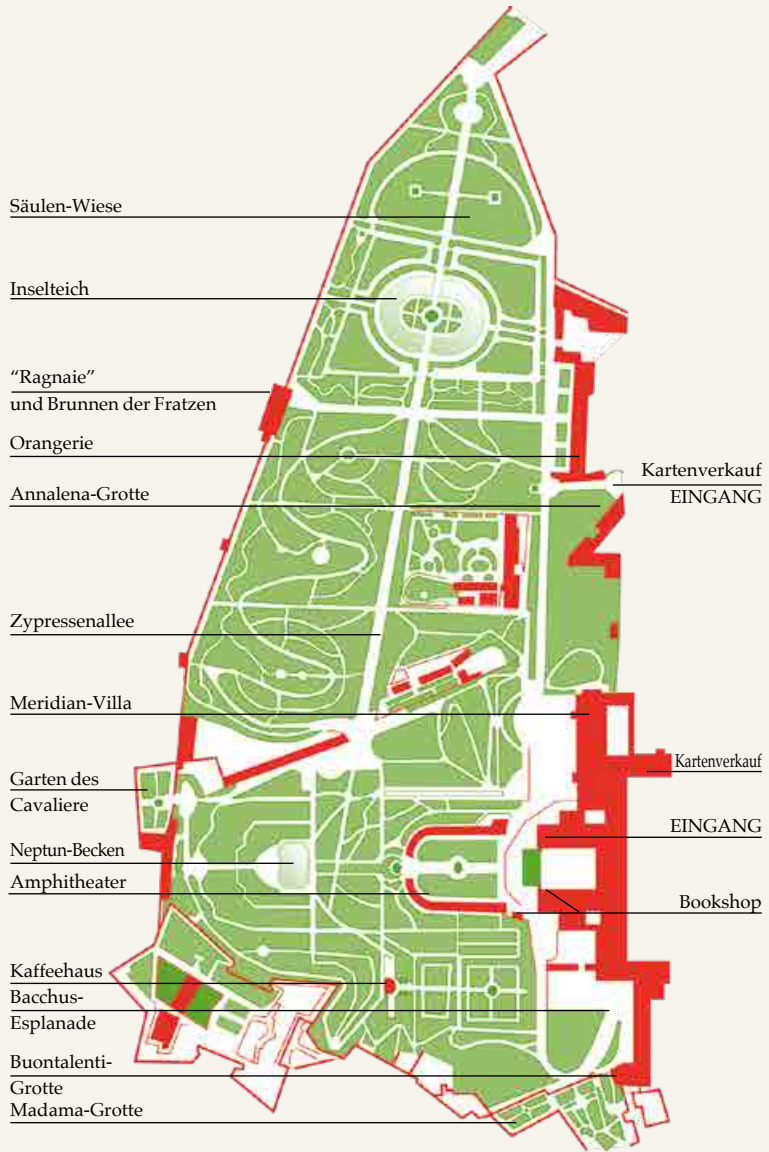 Säulen-Wiese
Inselteich
“Ragnaie”
und Brunnen der Fratzen
Orangerie
Annalena-Grotte
Zypressenallee
Meridian-Villa
Garten des
Cavaliere
Neptun-Becken
Amphitheater
Kaffeehaus
Bacchus-
Esplanade
Buontalenti-
Grotte
Madama-Grotte
Kartenverkauf
EINGANG
Kartenverkauf
EINGANG
Bookshop